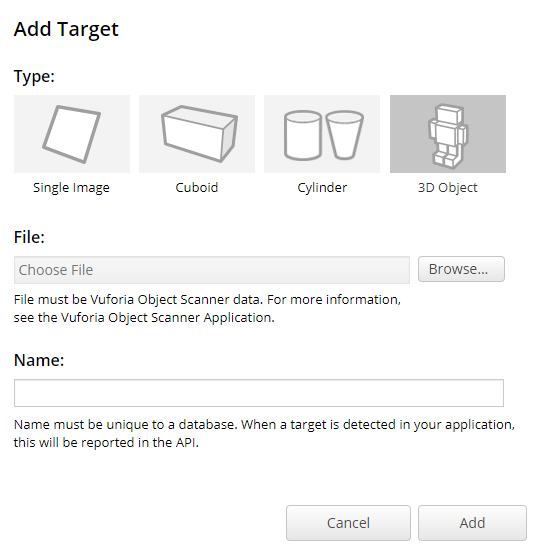 Add Target
Type:
Single Image
Cuboid
Cylinder
3D Object
File:
Choose File
Browse...
File must be Vuforia Object Scanner data. For more information,
see the Vuforia Object Scanner Application.
Name:
Name must be unique to a database. When a target is detected in your application,
this will be reported in the API.
Cancel
Add